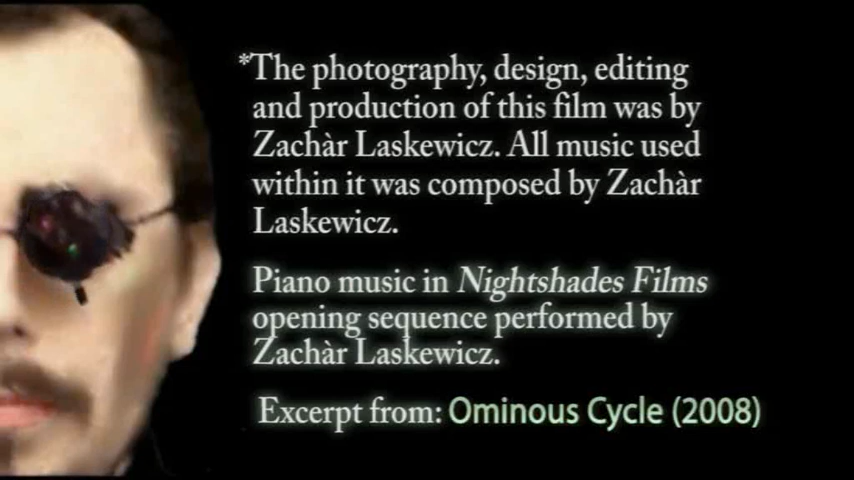 *The photography, design, editing
and production of this film was by
Zachàr Laskewicz. All music used
within it was composed by Zachàr
Laskewicz.
Piano music in Nightshades Films
opening sequence performed by
Zachàr Laskewicz.
Excerpt from: Ominous Cycle (2008)